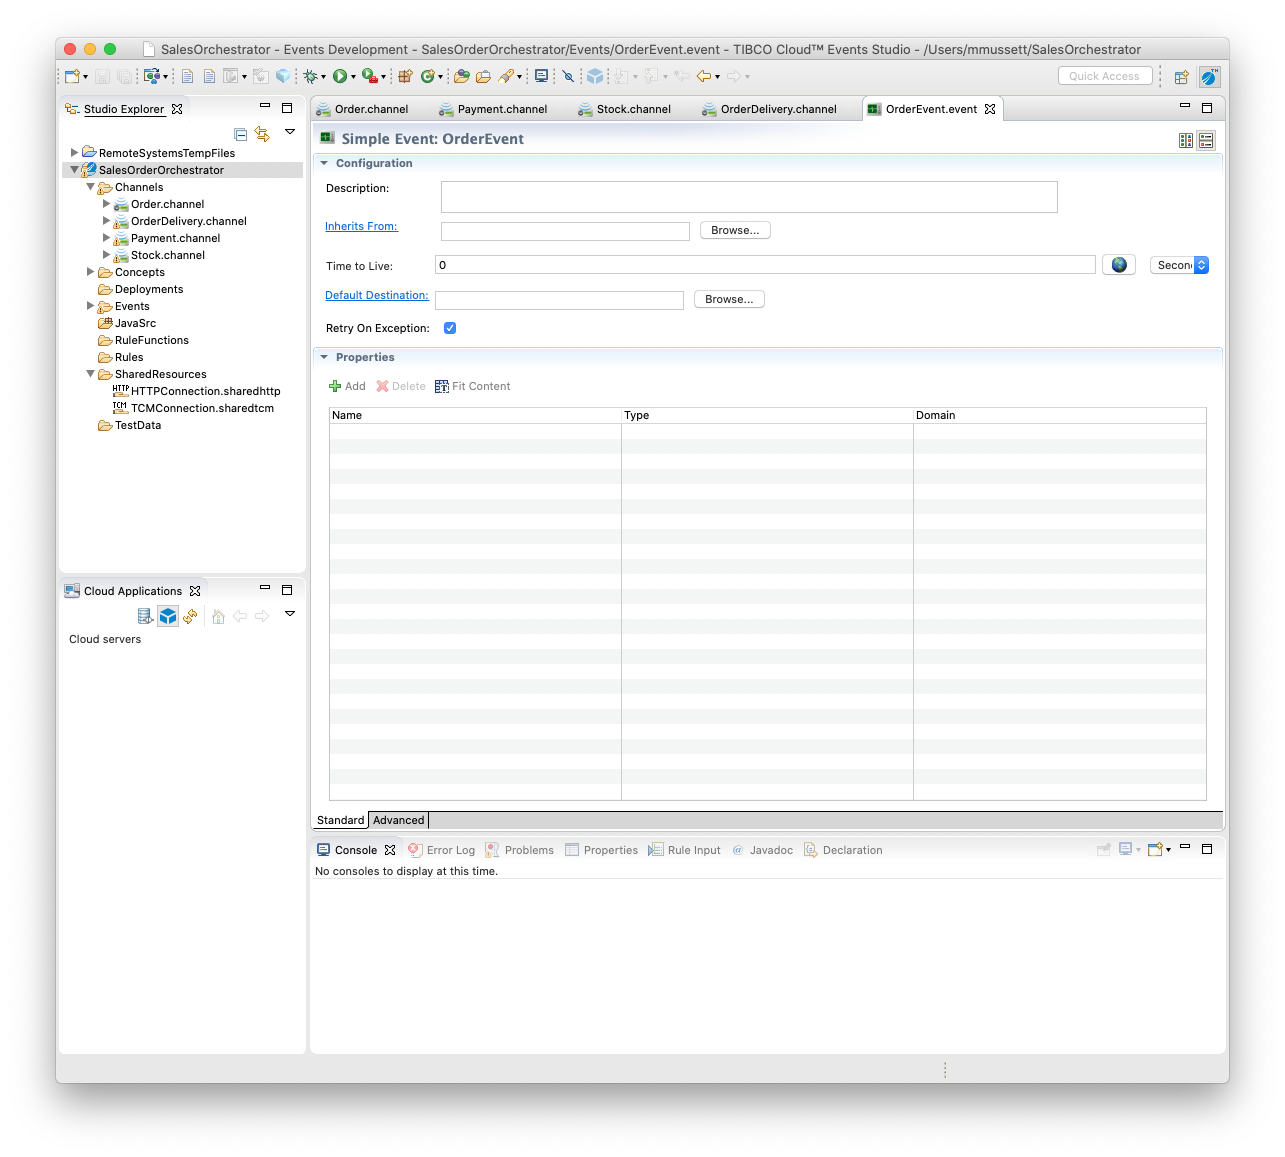 SalesOrchestrator - Events Development - SalesOrderOrchestrator/Events/OrderEvent.event - TIBCO Cloud™ Events Studio - /Users/mmussett/SalesOrchestrator
Quick Access
Studio Explorer
RemoteSystemsTempFiles
SalesOrderOrchestrator
Channels
Order.channel
OrderDelivery.channel
Payment.channel
Stock.channel
Concepts
Deployments
Events
JavaSrc
RuleFunctions
Rules
SharedResources
HTTP HTTPConnection.sharedhttp
TCM TCMConnection.sharedtcm
TestData
Cloud Applications
Cloud servers
Order.channel Payment.channel Stock.channel OrderDelivery.channel OrderEvent.event
Simple Event: OrderEvent
Configuration
Description:
Inherits From: Browse...
Time to Live: 0 Secon
Default Destination: Browse...
Retry On Exception:
Properties
Add Delete Fit Content
Name Type Domain
Standard Advanced
Console Error Log Problems Properties Rule Input @ Javadoc Declaration
No consoles to display at this time.